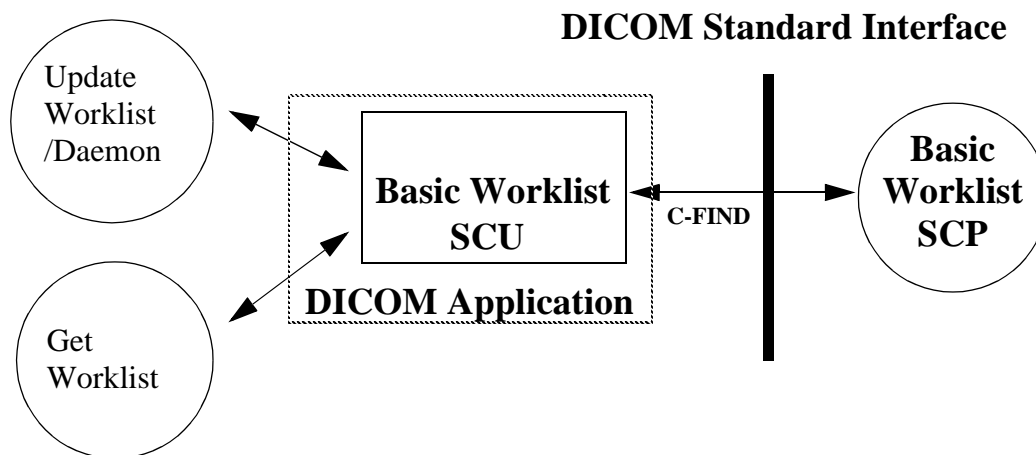 DICOM Standard Interface
Update
Worklist
/Daemon
Basic Worklist
SCU
DICOM Application
C-FIND
Basic
Worklist
SCP
Get
Worklist